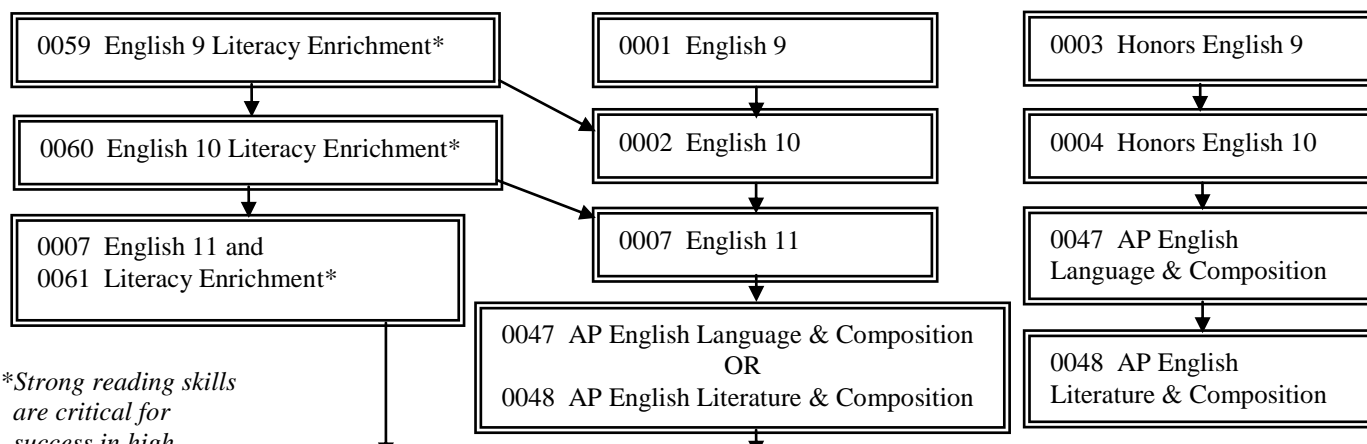 0059 English 9 Literacy Enrichment*
0001 English 9
0003 Honors English 9
0060 English 10 Literacy Enrichment*
0002 English 10
0004 Honors English 10
0007 English 11 and
0061 Literacy Enrichment*
0007 English 11
0047 AP English
Language & Composition
0047 AP English Language & Composition
OR
0048 AP English Literature & Composition
0048 AP English
Literature & Composition
*Strong reading skills
are critical for
success in high